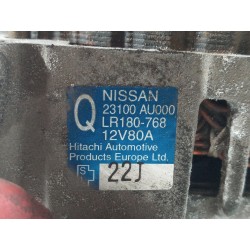 Q
NISSAN
23100 AU000
LR180-768
12V80A
Hitachi Automotive
Products Europe Ltd.
S 22J